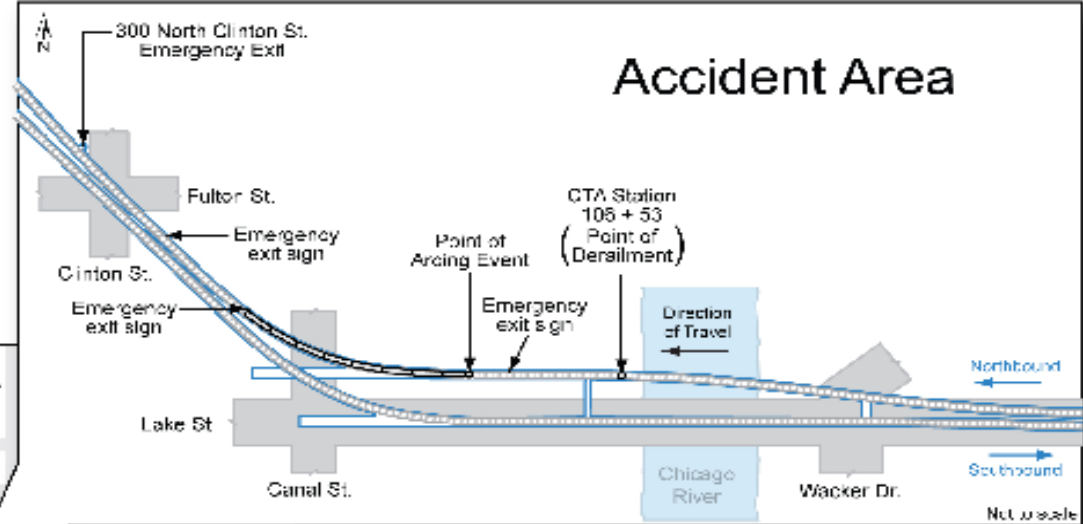 N
300 North Clinton St.
Emergency Exit
Accident Area
Fulton St.
Emergency
exit sign
Clinton St.
Emergency
exit sign
Point of
Arcing Event
Emergency
exit sign
CTA Station
106 + 53
(Point of
Derailment)
Direction
of Travel
Northbound
Lake St
Southbound
Canal St.
Chicago
River
Wacker Dr.
Not to scale